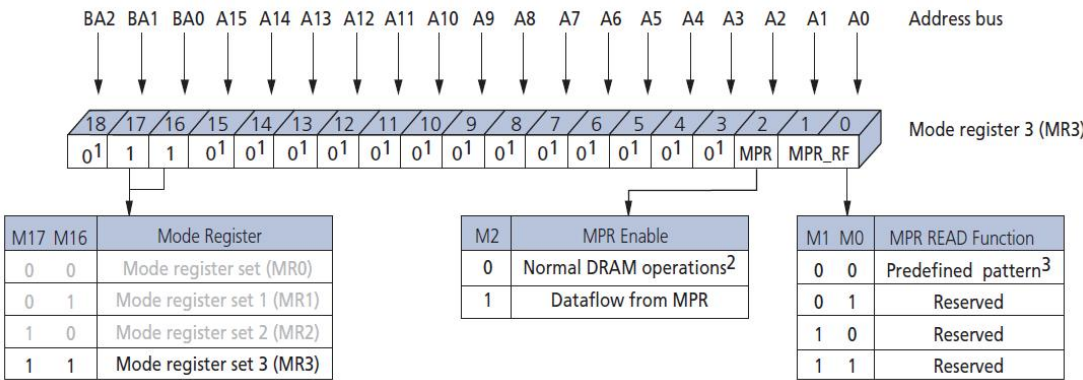 BA2 BA1 BA0 A15 A14 A13 A12 A11 A10 A9 A8 A7 A6 A5 A4 A3 A2 A1 A0 Address bus
18 17 16 15 14 13 12 11 10 9 8 7 6 5 4 3 2 1 0 Mode register 3 (MR3)
0¹ 1 1 0¹ 0¹ 0¹ 0¹ 0¹ 0¹ 0¹ 0¹ 0¹ 0¹ 0¹ 0¹ 0¹ MPR MPR_RF
M17 M16 Mode Register
0 0 Mode register set (MR0)
0 1 Mode register set 1 (MR1)
1 0 Mode register set 2 (MR2)
1 1 Mode register set 3 (MR3)
M2 MPR Enable
0 Normal DRAM operations²
1 Dataflow from MPR
M1 M0 MPR READ Function
0 0 Predefined pattern³
0 1 Reserved
1 0 Reserved
1 1 Reserved